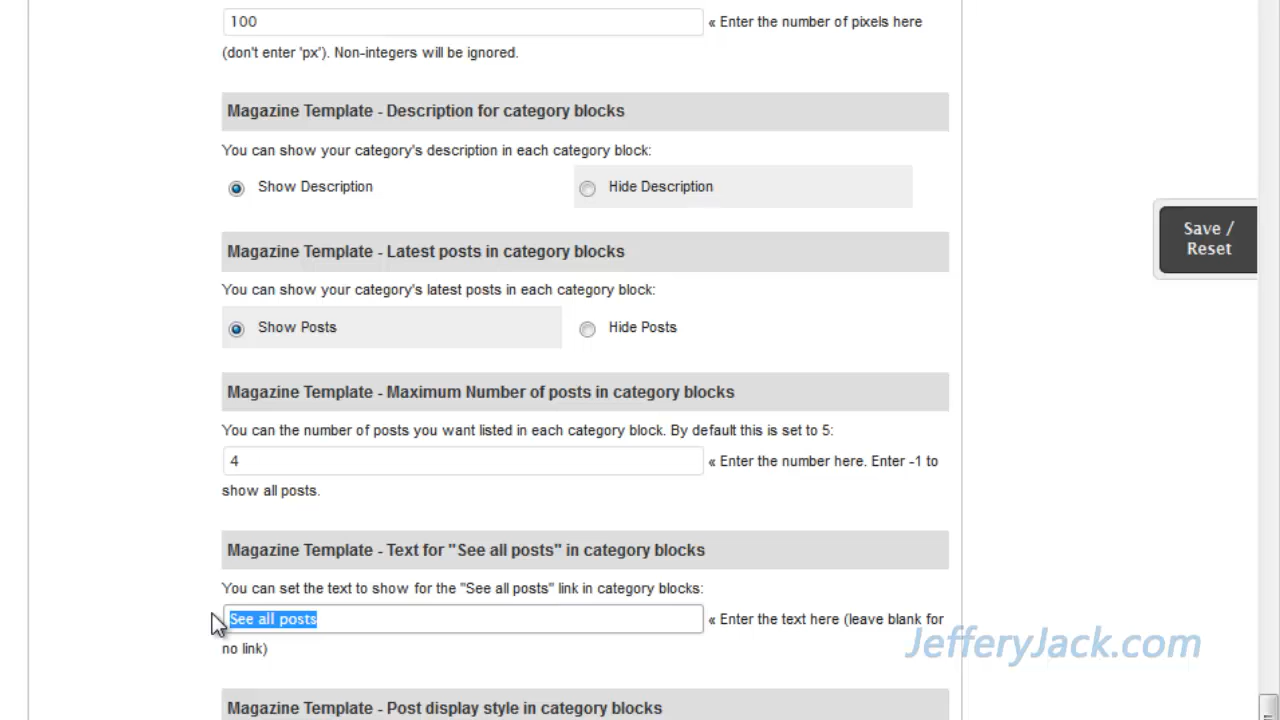 100 « Enter the number of pixels here
(don't enter 'px'). Non-integers will be ignored.
Magazine Template - Description for category blocks
You can show your category's description in each category block:
Show Description Hide Description
Magazine Template - Latest posts in category blocks
You can show your category's latest posts in each category block:
Show Posts Hide Posts
Magazine Template - Maximum Number of posts in category blocks
You can the number of posts you want listed in each category block. By default this is set to 5:
4 « Enter the number here. Enter -1 to
show all posts.
Magazine Template - Text for "See all posts" in category blocks
You can set the text to show for the "See all posts" link in category blocks:
See all posts « Enter the text here (leave blank for
no link)
Magazine Template - Post display style in category blocks
Save /
Reset
JefferyJack.com